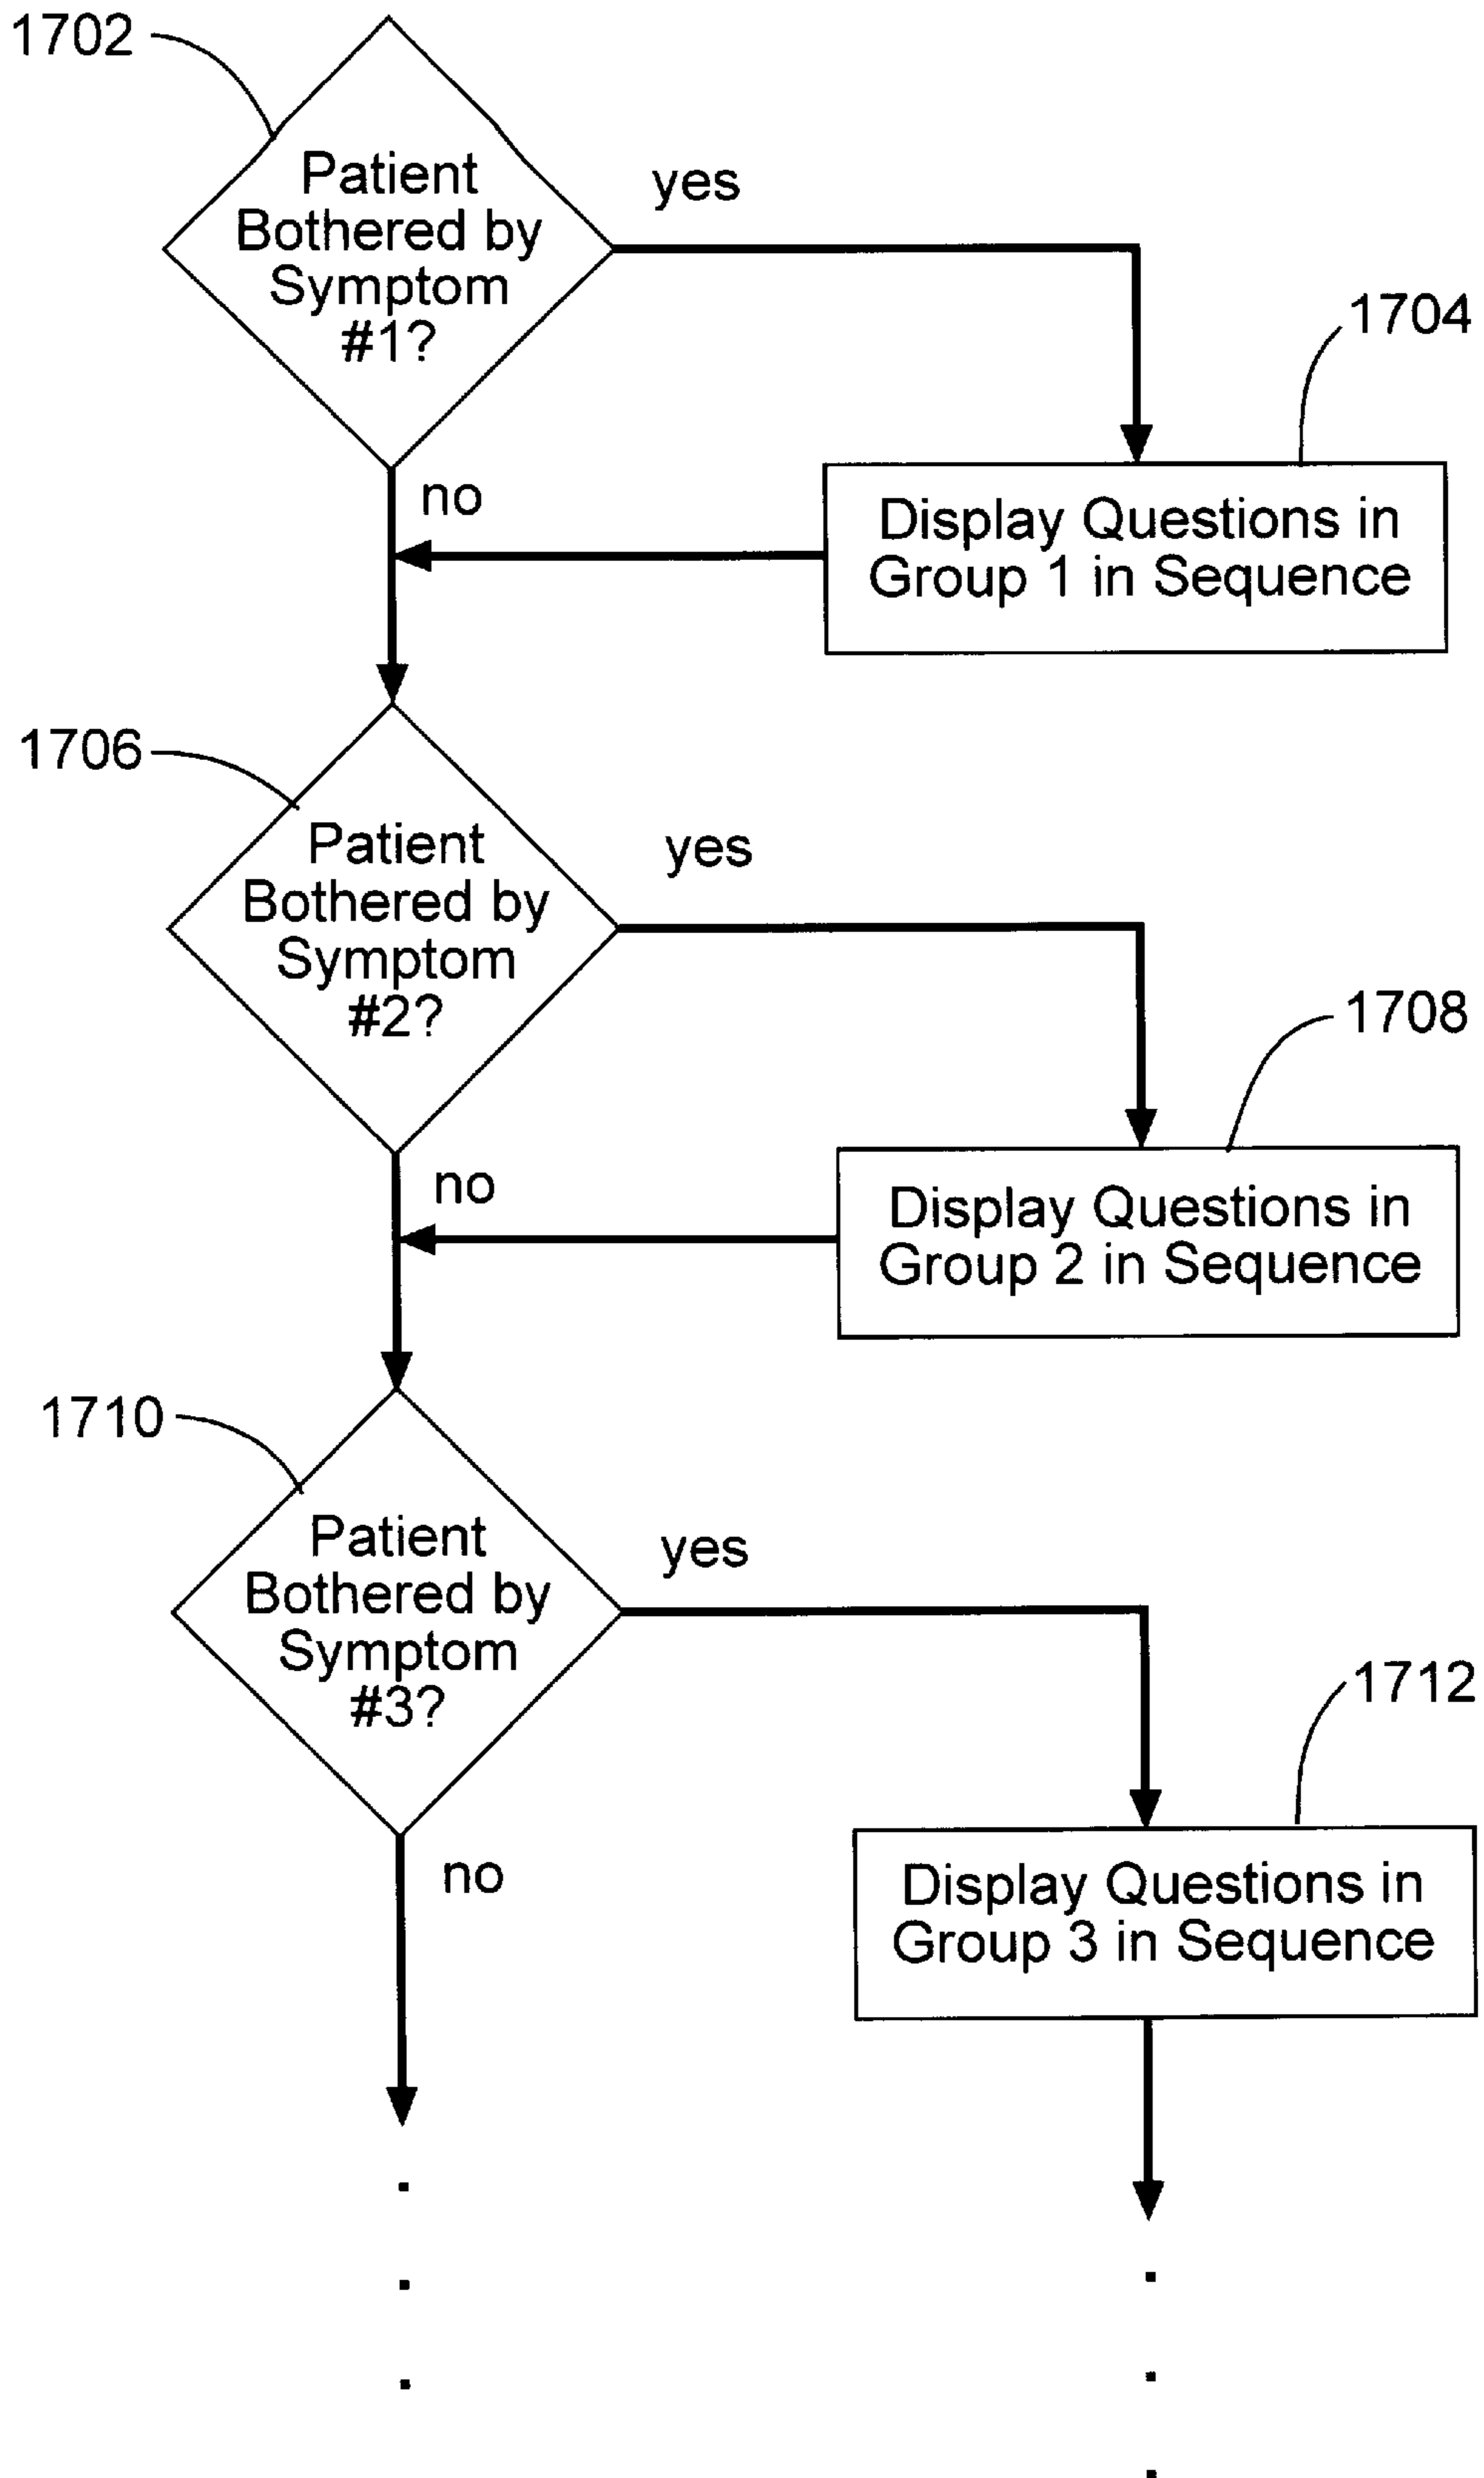 1702
Patient
Bothered by
Symptom
#1?
yes
1704
no
Display Questions in
Group 1 in Sequence
1706
Patient
Bothered by
Symptom
#2?
yes
1708
no
Display Questions in
Group 2 in Sequence
1710
Patient
Bothered by
Symptom
#3?
yes
1712
no
Display Questions in
Group 3 in Sequence